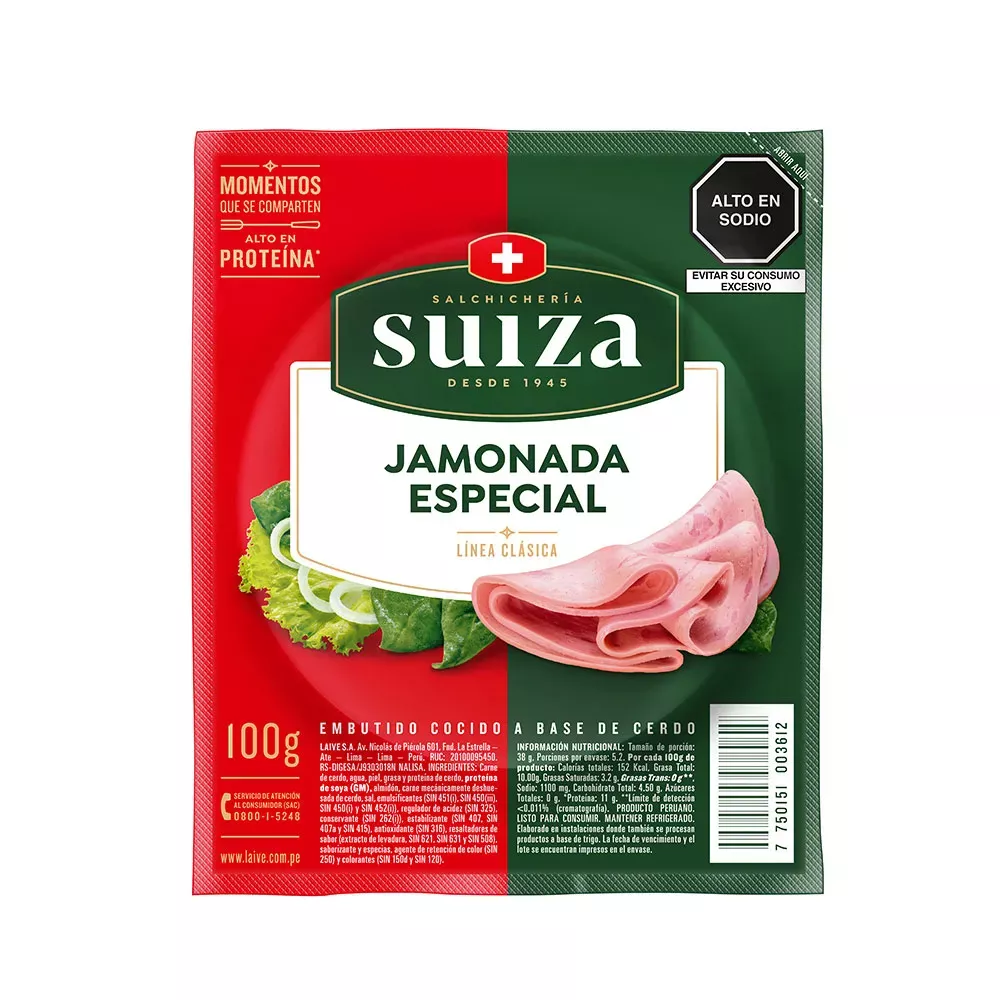 MOMENTOS
QUE SE COMPARTEN
ALTO EN
PROTEÍNA*
ABRIR AQUÍ
ALTO EN
SODIO
EVITAR SU CONSUMO
EXCESIVO
SALCHICHERÍA
suiza
DESDE 1945
JAMONADA
ESPECIAL
LÍNEA CLÁSICA
100g
SERVICIO DE ATENCIÓN
AL CONSUMIDOR (SAC)
0800-1-5248
www.laive.com.pe
EMBUTIDO COCIDO A BASE DE CERDO
LAIVE S.A. Av. Nicolás de Piérola 601, Fnd. La Estrella –
Ate – Lima – Lima – Perú. RUC: 20100095450.
RS-DIGESA/J9303018N NALISA. INGREDIENTES: Carne
de cerdo, agua, piel, grasa y proteína de cerdo, proteína
de soya (GM), almidón, carne mecánicamente deshue-
sada de cerdo, sal, emulsificantes (SIN 451(i), SIN 450(iii),
SIN 450(i) y SIN 452(i)), regulador de acidez (SIN 325),
conservante (SIN 262(i)), estabilizante (SIN 407, SIN
407a y SIN 415), antioxidante (SIN 316), resaltadores de
sabor (extracto de levadura, SIN 621, SIN 631 y SIN 508),
saborizante y especias, agente de retención de color (SIN
250) y colorantes (SIN 150d y SIN 120).
INFORMACIÓN NUTRICIONAL: Tamaño de porción:
38 g. Porciones por envase: 5.2. Por cada 100g de
producto: Calorías totales: 152 Kcal, Grasa Total:
10.00g, Grasas Saturadas: 3.2 g, Grasas Trans: 0 g**,
Sodio: 1100 mg, Carbohidrato Total: 4.50 g, Azúcares
Totales: 0 g. *Proteína: 11 g. **Límite de detección
<0.011% (cromatografía). PRODUCTO PERUANO.
LISTO PARA CONSUMIR. MANTENER REFRIGERADO.
Elaborado en instalaciones donde también se procesan
productos a base de trigo. La fecha de vencimiento y el
lote se encuentran impresos en el envase.
7 750151 003612